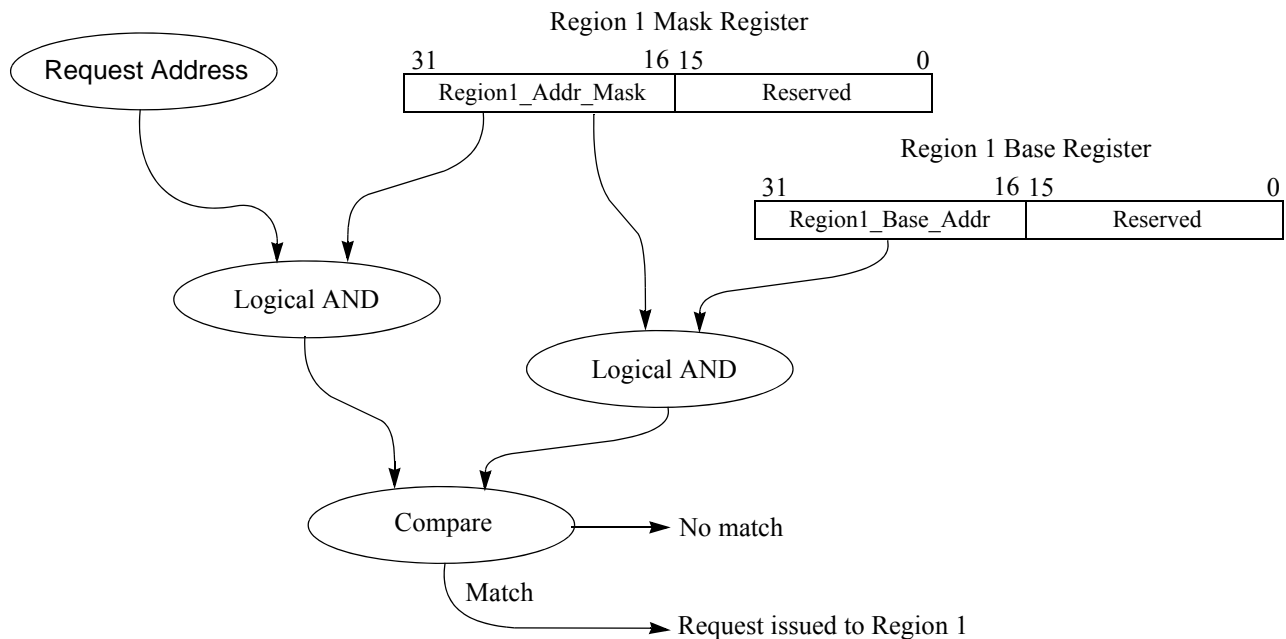 Region 1 Mask Register
31 16 15 0
Request Address
Region1_Addr_Mask Reserved
Region 1 Base Register
31 16 15 0
Region1_Base_Addr Reserved
Logical AND
Logical AND
Compare
No match
Match
Request issued to Region 1